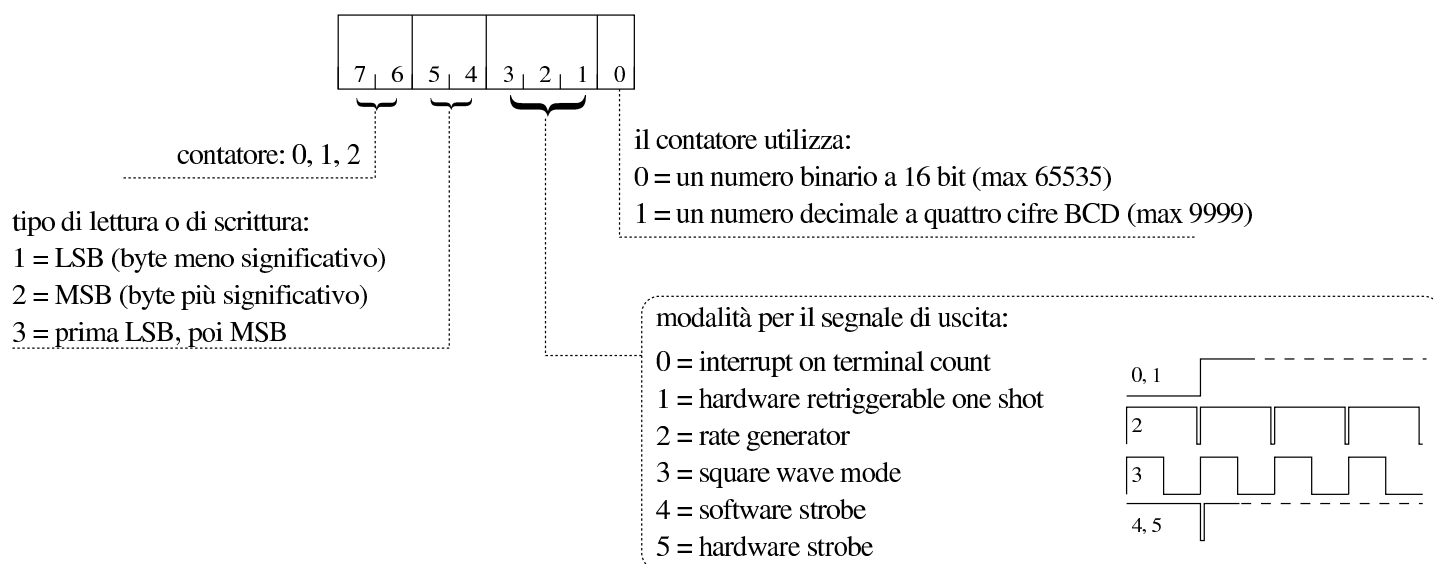 7 6 5 4 3 2 1 0
contatore: 0, 1, 2
il contatore utilizza:
0 = un numero binario a 16 bit (max 65535)
1 = un numero decimale a quattro cifre BCD (max 9999)
tipo di lettura o di scrittura:
1 = LSB (byte meno significativo)
2 = MSB (byte più significativo)
3 = prima LSB, poi MSB
modalità per il segnale di uscita:
0 = interrupt on terminal count
1 = hardware retriggerable one shot
2 = rate generator
3 = square wave mode
4 = software strobe
5 = hardware strobe
0, 1
2
3
4, 5